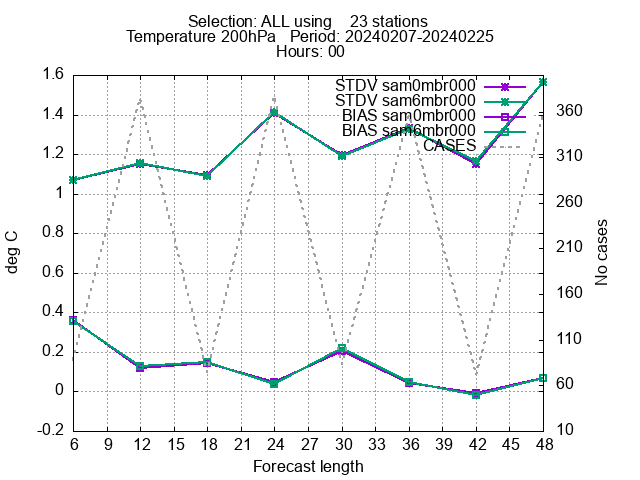 Selection: ALL using    23 stations
Temperature 200hPa   Period: 20240207-20240225
Hours: 00
STDV sam0mbr000
STDV sam6mbr000
BIAS sam0mbr000
BIAS sam6mbr000
CASES
1.6
1.4
1.2
1
0.8
0.6
0.4
0.2
0
-0.2
deg C
360
310
260
210
160
110
60
10
No cases
6 9 12 15 18 21 24 27 30 33 36 39 42 45 48
Forecast length